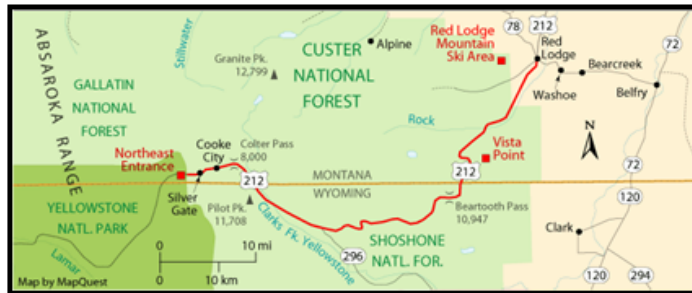 ABSAROKA RANGE
GALLATIN
NATIONAL
FOREST
Stillwater
Granite Pk.
12,799
CUSTER
NATIONAL
FOREST
Alpine
Red Lodge
Mountain
Ski Area
78
212
Red
Lodge
Bearcreek
72
Washoe
Belfry
Rock
Northeast
Entrance
Cooke
City
Colter Pass
8,000
212
Silver
Gate
Pilot Pk.
11,708
MONTANA
WYOMING
Vista
Point
212
Beartooth Pass
10,947
N
72
120
YELLOWSTONE
NATL. PARK
Lamar
Clarks Fk. Yellowstone
296
SHOSHONE
NATL. FOR.
Clark
120
294
0 10 mi
0 10 km
Map by MapQuest